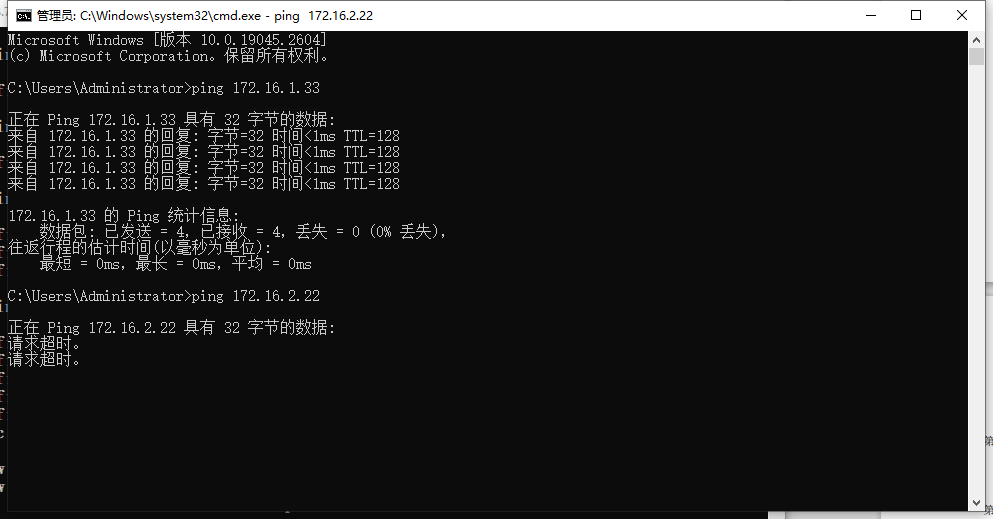 管理员: C:\Windows\system32\cmd.exe - ping 172.16.2.22
Microsoft Windows [版本 10.0.19045.2604]
(c) Microsoft Corporation。保留所有权利。
C:\Users\Administrator>ping 172.16.1.33
正在 Ping 172.16.1.33 具有 32 字节的数据:
来自 172.16.1.33 的回复: 字节=32 时间<1ms TTL=128
来自 172.16.1.33 的回复: 字节=32 时间<1ms TTL=128
来自 172.16.1.33 的回复: 字节=32 时间<1ms TTL=128
来自 172.16.1.33 的回复: 字节=32 时间<1ms TTL=128
172.16.1.33 的 Ping 统计信息:
数据包: 已发送 = 4，已接收 = 4，丢失 = 0 (0% 丢失)，
往返行程的估计时间(以毫秒为单位):
最短 = 0ms，最长 = 0ms，平均 = 0ms
C:\Users\Administrator>ping 172.16.2.22
正在 Ping 172.16.2.22 具有 32 字节的数据:
请求超时。
请求超时。